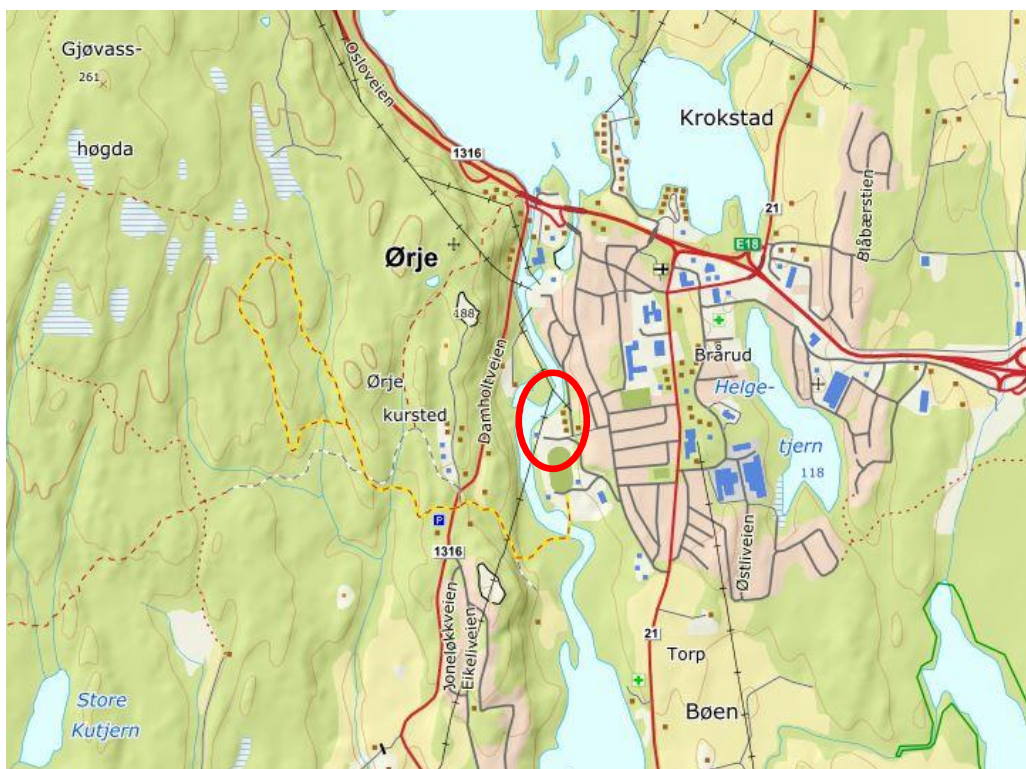 Gjøvass-
261
høgda
Osloveien
Krokstad
1316
21
Blåbærstien
Ørje
E18
188
Brårud
Damholtveien
Ørje
kursted
Helge-
tjern
118
P
1316
Østliveien
Joneløkkveien
Eikeliveien
21
Torp
Store
Kutjern
Bøen